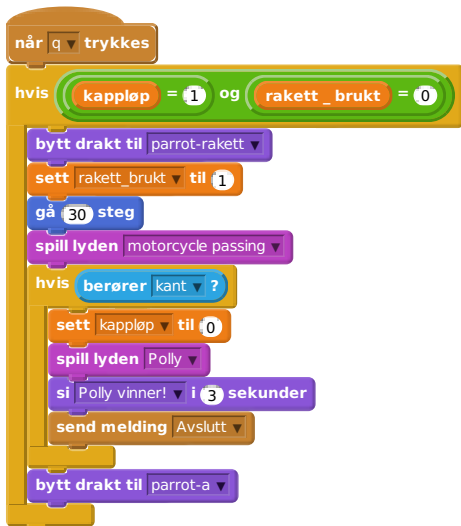 når q trykkes
hvis kappløp = 1 og rakett_brukt = 0
bytt drakt til parrot-rakett
sett rakett_brukt til 1
gå 30 steg
spill lyden motorcycle passing
hvis berører kant ?
sett kappløp til 0
spill lyden Polly
si Polly vinner! i 3 sekunder
send melding Avslutt
bytt drakt til parrot-a